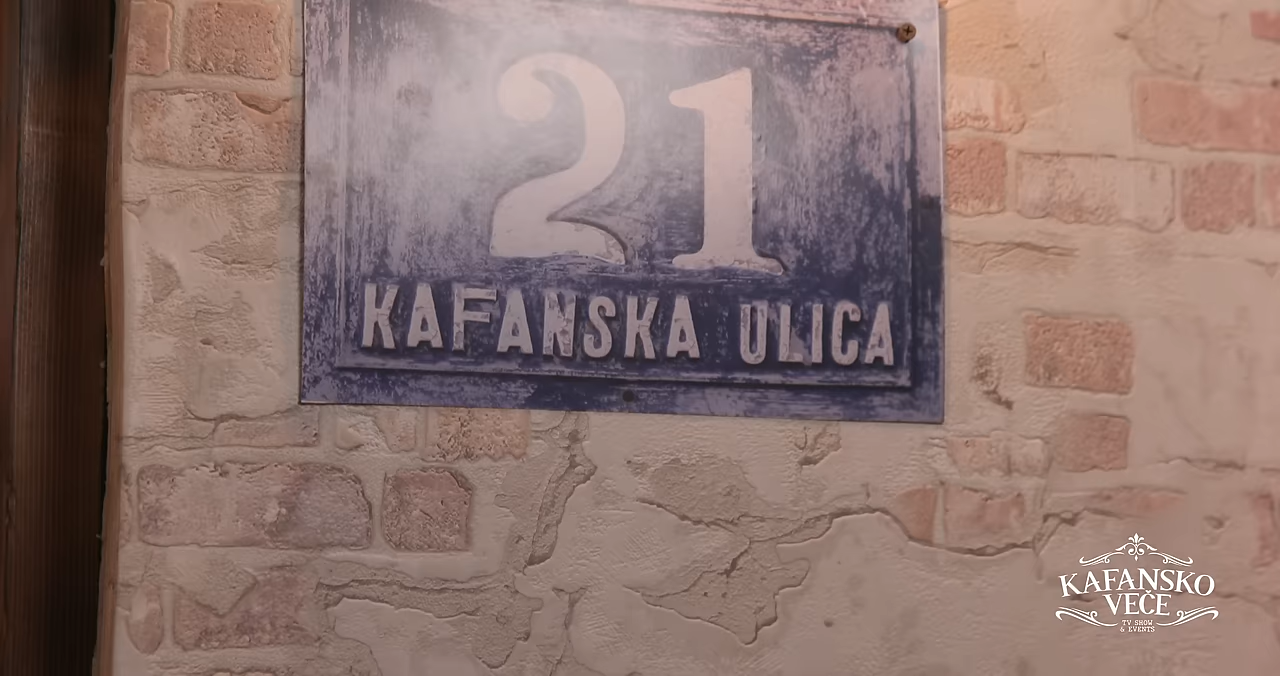 21
KAFANSKA ULICA
KAFANSKO
VEČE
TV SHOW
& EVENTS